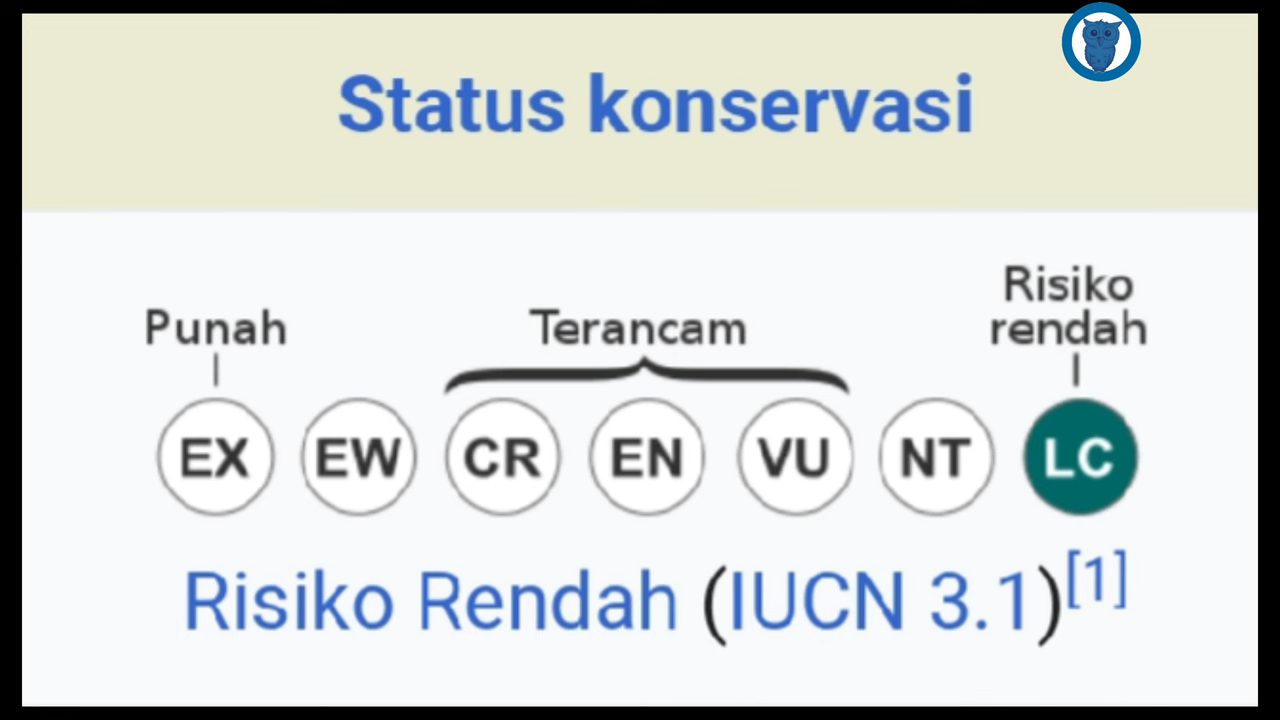 Status konservasi
Risiko
Punah Terancam rendah
EX EW CR EN VU NT LC
Risiko Rendah (IUCN 3.1)[1]